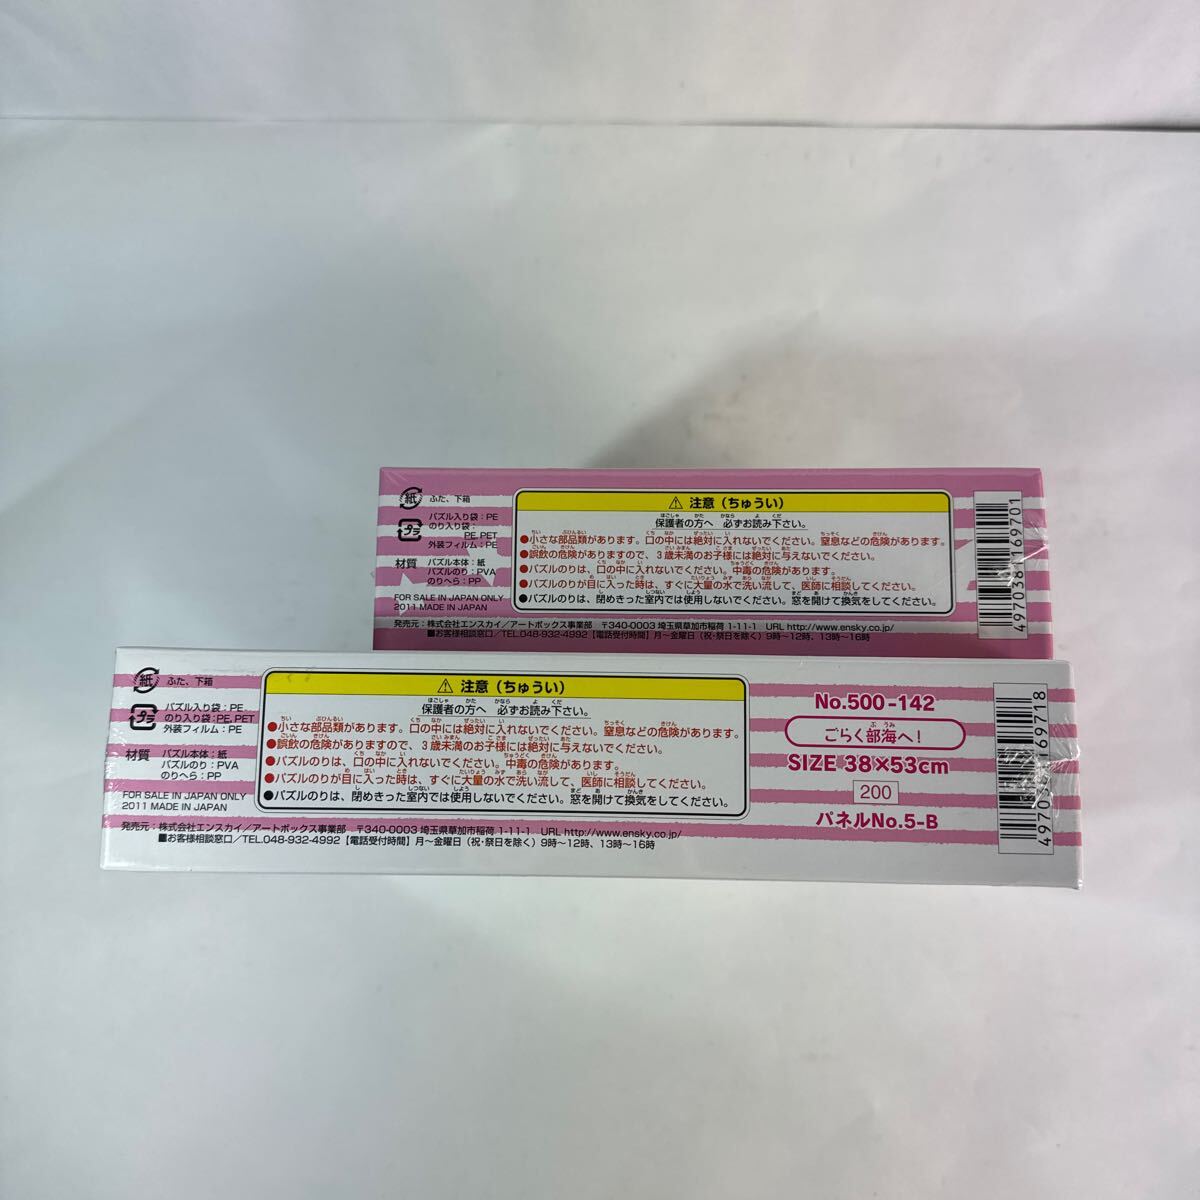 紙 ふた、下箱
プラ パズル入り袋：PE
のり入り袋：
PE, PET
外装フィルム：PE
材質 パズル本体：紙
パズルのり：PVA
のりへら：PP
FOR SALE IN JAPAN ONLY
2011 MADE IN JAPAN
注意（ちゅうい）
保護者の方へ 必ずお読み下さい。
●小さな部品類があります。口の中には絶対に入れないでください。窒息などの危険があります。
●誤飲の危険がありますので、3歳未満のお子様には絶対に与えないでください。
●パズルのりは、口の中に入れないでください。中毒の危険があります。
●パズルのりが目に入った時は、すぐに大量の水で洗い流して、医師に相談してください。
●パズルのりは、閉めきった室内では使用しないでください。窓を開けて換気をしてください。
発売元：株式会社エンスカイ／アートボックス事業部 〒340-0003 埼玉県草加市稲荷 1-11-1 URL http://www.ensky.co.jp/
■お客様相談窓口／TEL.048-932-4992【電話受付時間】月～金曜日（祝・祭日を除く）9時～12時、13時～16時
4970381169701
紙 ふた、下箱
プラ パズル入り袋：PE
のり入り袋：PE, PET
外装フィルム：PE
材質 パズル本体：紙
パズルのり：PVA
のりへら：PP
FOR SALE IN JAPAN ONLY
2011 MADE IN JAPAN
注意（ちゅうい）
保護者の方へ 必ずお読み下さい。
●小さな部品類があります。口の中には絶対に入れないでください。窒息などの危険があります。
●誤飲の危険がありますので、3歳未満のお子様には絶対に与えないでください。
●パズルのりは、口の中に入れないでください。中毒の危険があります。
●パズルのりが目に入った時は、すぐに大量の水で洗い流して、医師に相談してください。
●パズルのりは、閉めきった室内では使用しないでください。窓を開けて換気をしてください。
発売元：株式会社エンスカイ／アートボックス事業部 〒340-0003 埼玉県草加市稲荷 1-11-1 URL http://www.ensky.co.jp/
■お客様相談窓口／TEL.048-932-4992【電話受付時間】月～金曜日（祝・祭日を除く）9時～12時、13時～16時
No.500-142
ごらく部海へ！
SIZE 38×53cm
200
パネルNo.5-B